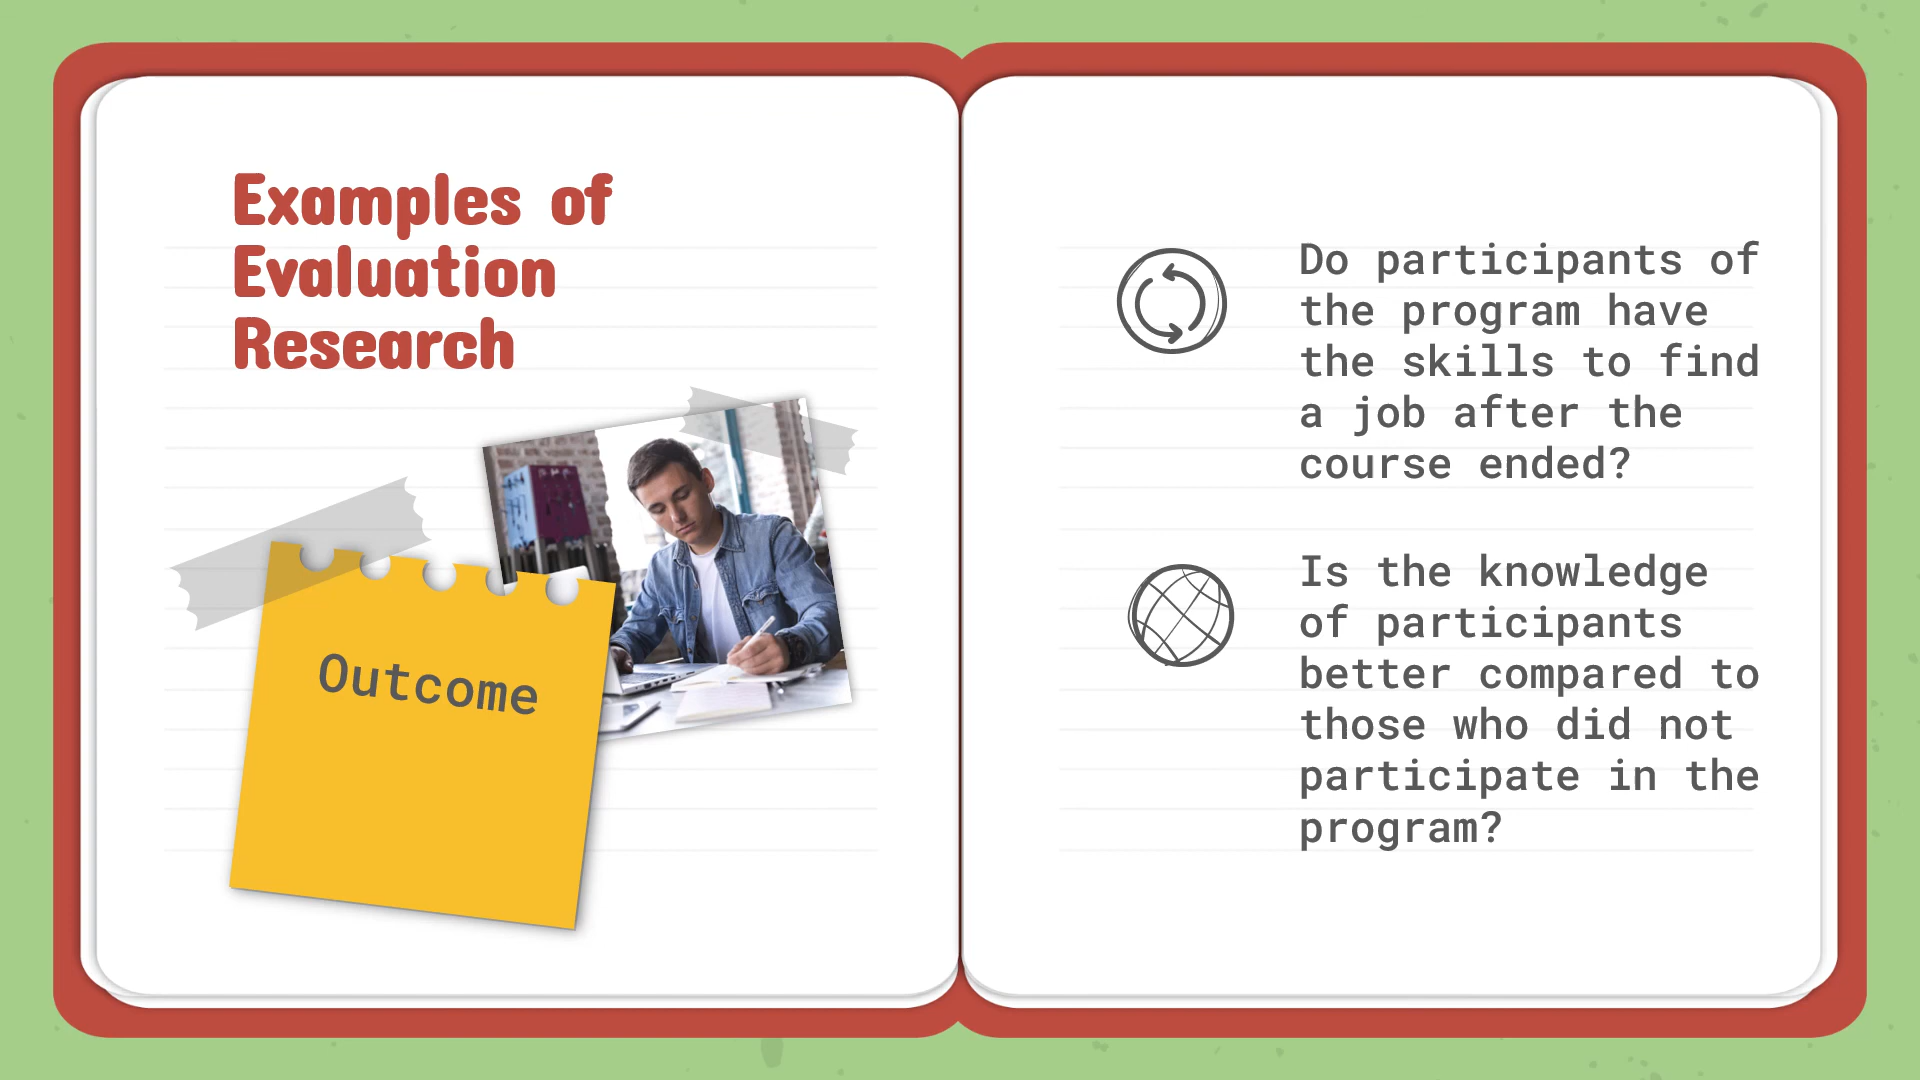 Examples of
Evaluation
Research
Outcome
Do participants of
the program have
the skills to find
a job after the
course ended?
Is the knowledge
of participants
better compared to
those who did not
participate in the
program?